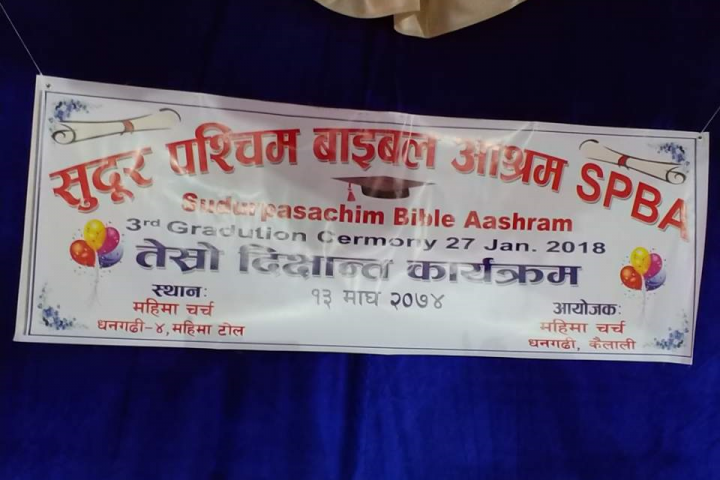 सुदूर पश्चिम बाइबल आश्रम SPBA
Sudurpasachim Bible Aashram
3rd Gradution Cermony 27 Jan. 2018
तेस्रो दिक्षान्त कार्यक्रम
१३ माघ २०७४
स्थान:
महिमा चर्च
धनगढी-४, महिमा टोल
आयोजक:
महिमा चर्च
धनगढी, कैलाली